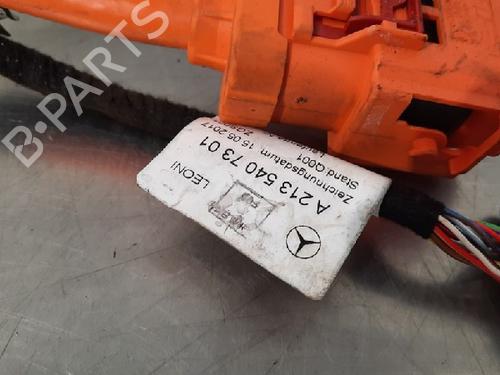 A 213 540 73 01
Zeichnungsdatum: 15.05.2017
Stand Q001
LEONI
B-PARTS